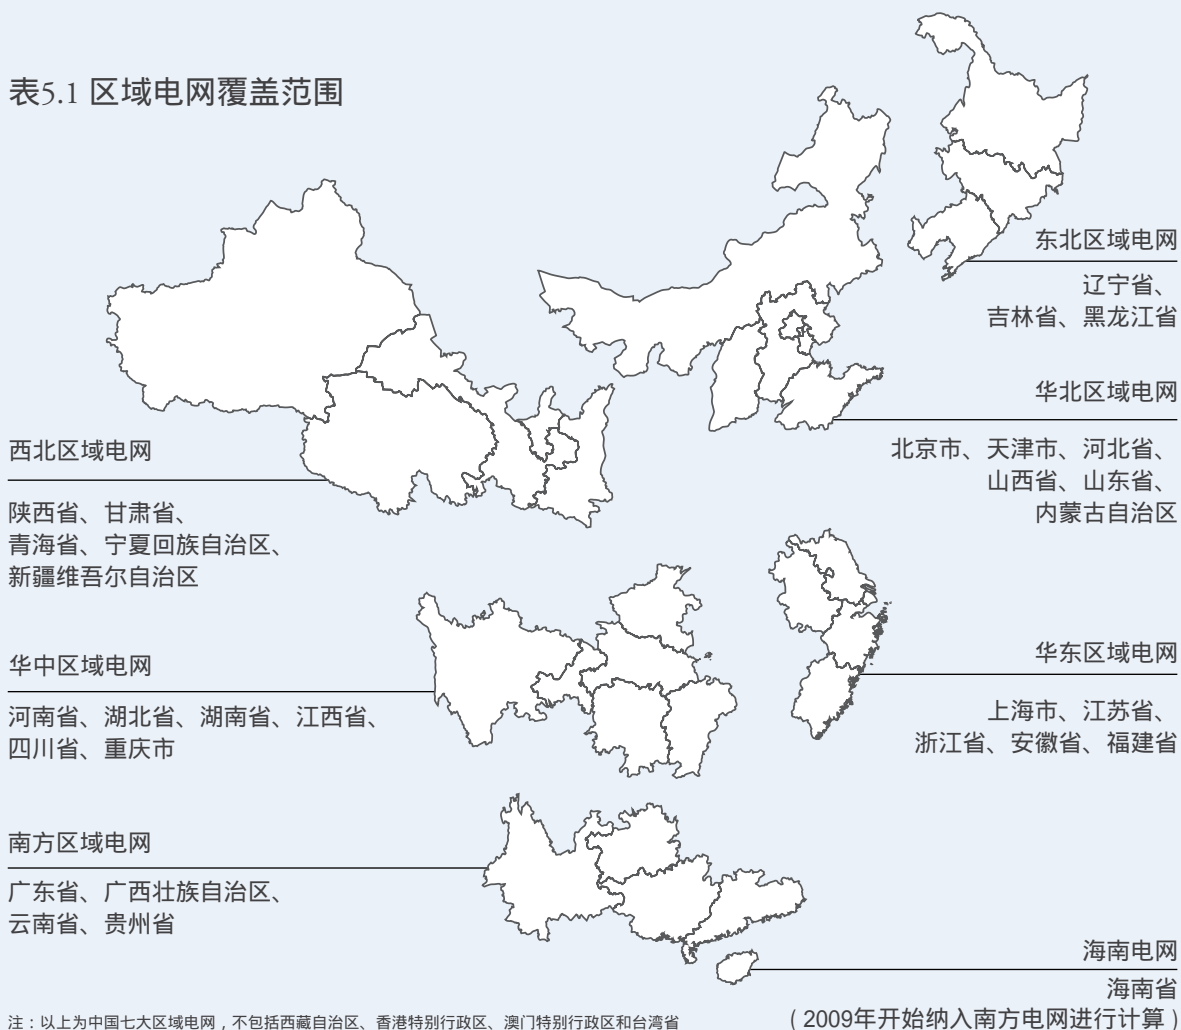 表5.1 区域电网覆盖范围
东北区域电网
辽宁省、
吉林省、黑龙江省
华北区域电网
北京市、天津市、河北省、
山西省、山东省、
内蒙古自治区
西北区域电网
陕西省、甘肃省、
青海省、宁夏回族自治区、
新疆维吾尔自治区
华中区域电网
河南省、湖北省、湖南省、江西省、
四川省、重庆市
华东区域电网
上海市、江苏省、
浙江省、安徽省、福建省
南方区域电网
广东省、广西壮族自治区、
云南省、贵州省
海南电网
海南省
（2009年开始纳入南方电网进行计算）
注：以上为中国七大区域电网，不包括西藏自治区、香港特别行政区、澳门特别行政区和台湾省